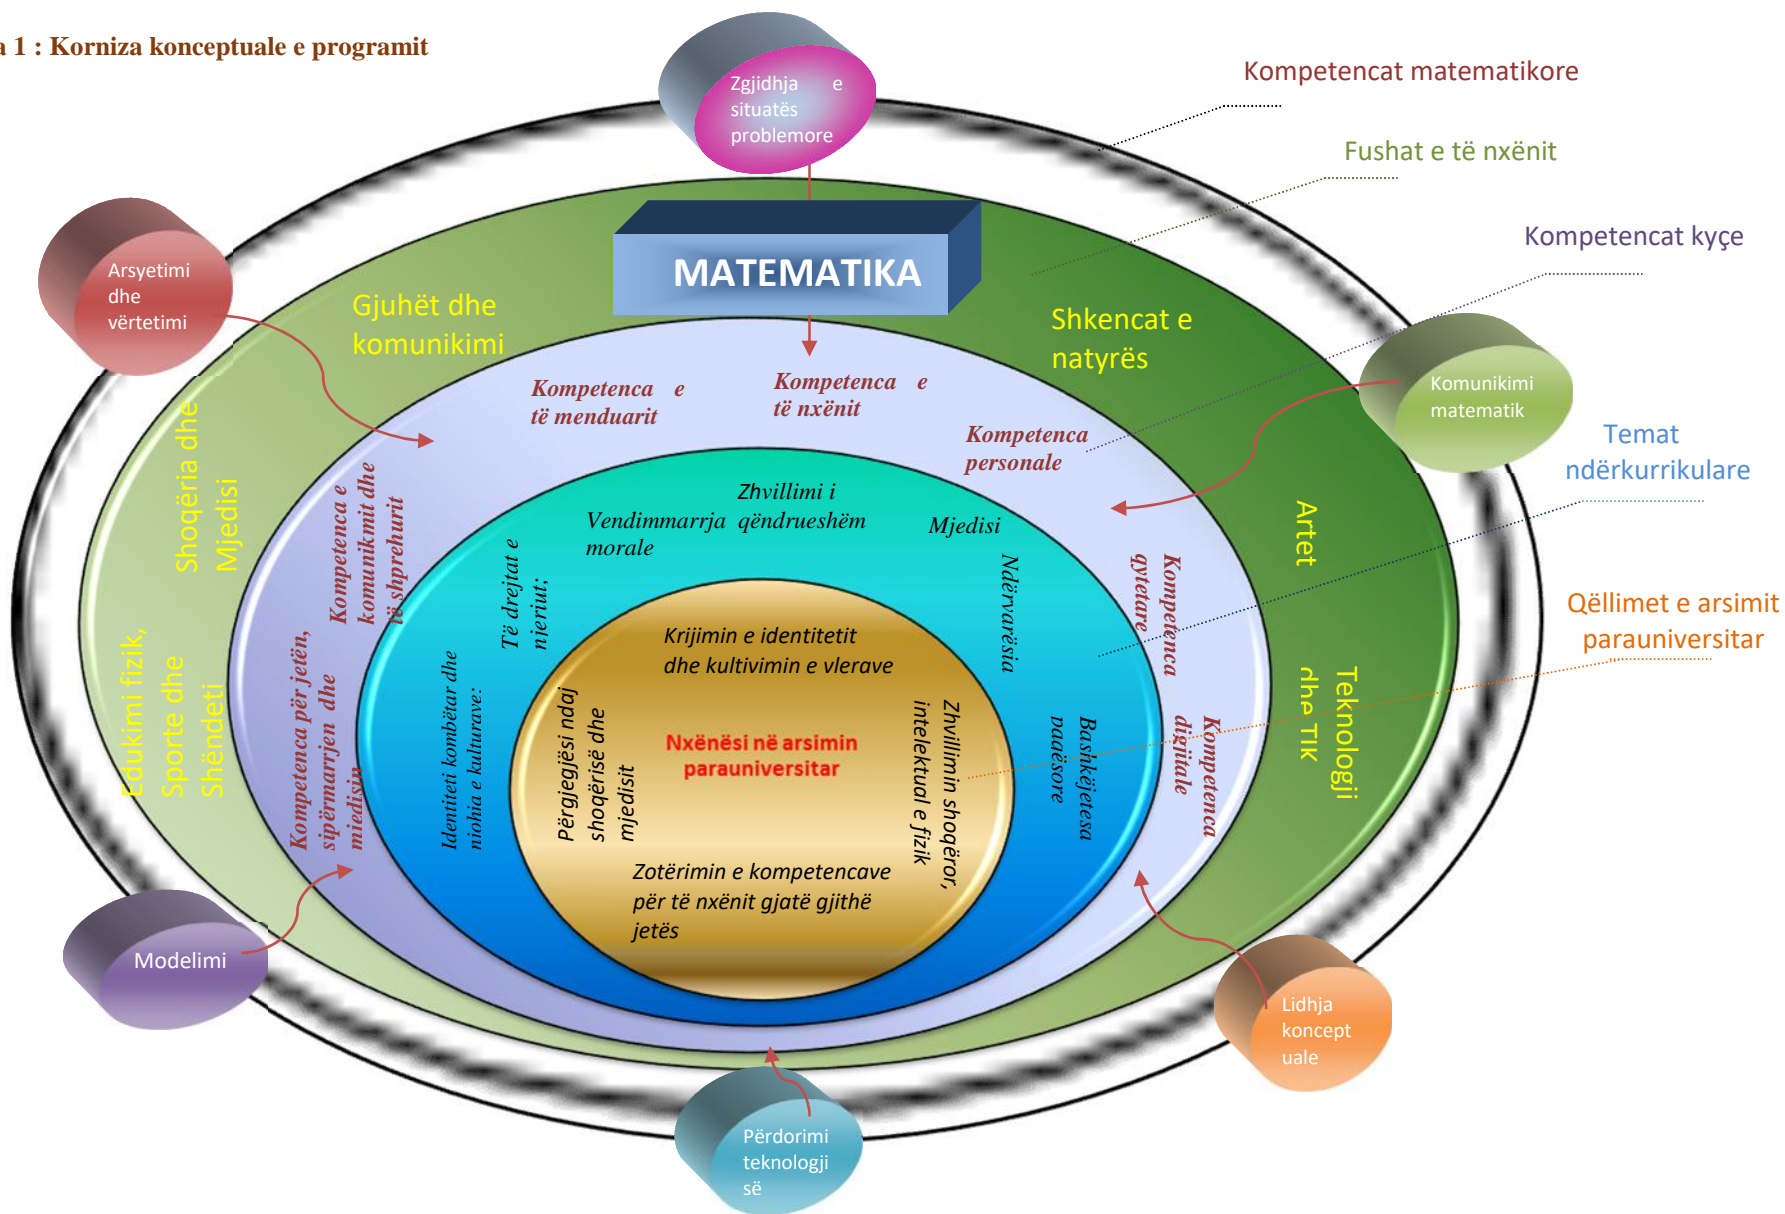 a 1 : Korniza konceptuale e programit
Zgjidhja e
situatës
problemore
Kompetencat matematikore
Fushat e të nxënit
Kompetencat kyçe
Temat
ndërkurrikulare
Qëllimet e arsimit
parauniversitar
Arsyetimi
dhe
vërtetimi
MATEMATIKA
Gjuhët dhe
komunikimi
Shkencat e
natyrës
Komunikimi
matematik
Shoqëria dhe
Mjedisi
Artet
Edukimi fizik,
Sporte dhe
Shëndeti
Teknologji
dhe TIK
Kompetenca e
të menduarit
Kompetenca e
të nxënit
Kompetenca
personale
Kompetenca e
komunikmit dhe
të shprehurit
Kompetenca
qytetare
Kompetenca për jetën,
sipërmarrjen dhe
mjedisin
Kompetenca
digjitale
Zhvillimi i
qëndrueshëm
Vendimmarrja
morale
Mjedisi
Të drejtat e
njeriut;
Ndërvarësia
Identiteti kombëtar dhe
njohja e kulturave:
Bashkëjetesa
paqësore
Krijimin e identitetit
dhe kultivimin e vlerave
Përgjegjësi ndaj
shoqërisë dhe
mjedisit
Nxënësi në arsimin
parauniversitar
Zhvillimin shoqëror,
intelektual e fizik
Zotërimin e kompetencave
për të nxënit gjatë gjithë
jetës
Modelimi
Lidhja
koncept
uale
Përdorimi
teknologji
së